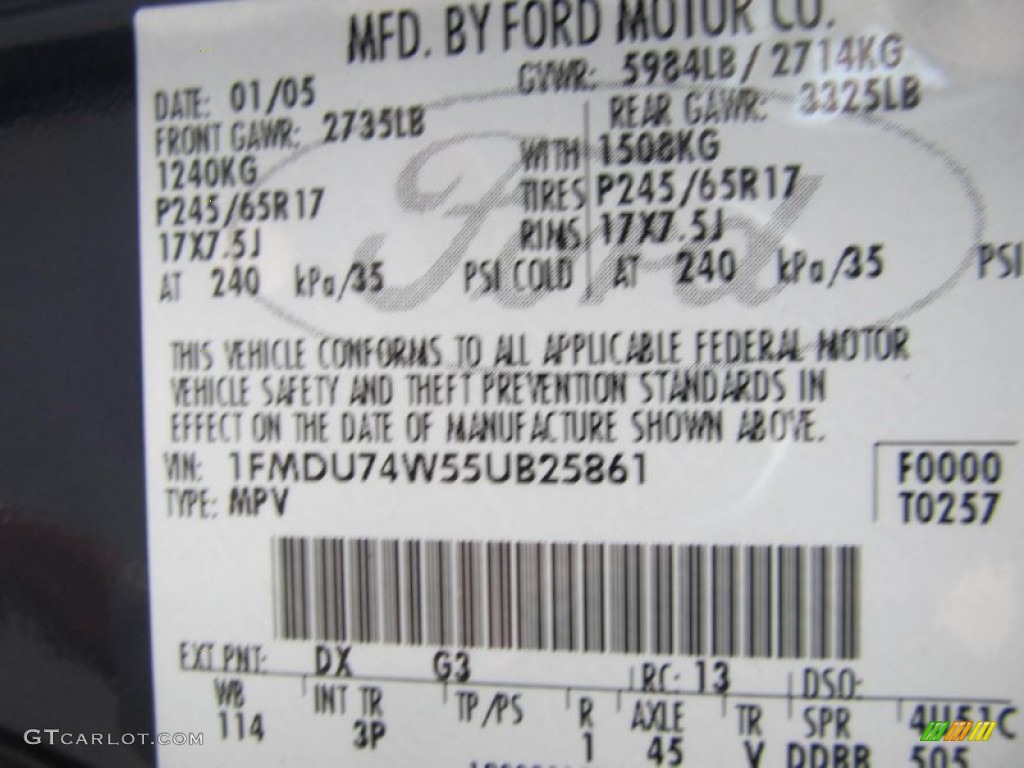 MFD. BY FORD MOTOR CO.
DATE: 01/05 GVWR: 5984LB / 2714KG
FRONT GAWR: 2735LB REAR GAWR: 3325LB
1240KG WITH 1508KG
P245/65R17 TIRES P245/65R17
17X7.5J RIMS 17X7.5J
AT 240 kPa/35 PSI COLD AT 240 kPa/35 PSI
Ford
THIS VEHICLE CONFORMS TO ALL APPLICABLE FEDERAL MOTOR
VEHICLE SAFETY AND THEFT PREVENTION STANDARDS IN
EFFECT ON THE DATE OF MANUFACTURE SHOWN ABOVE.
VIN: 1FMDU74W55UB25861 F0000
TYPE: MPV T0257
EXT PNT: DX G3 RC: 13 DSO:
WB INT TR TP/PS R AXLE TR SPR 4U51C
114 3P 1 45 V DDBB 505
GTCARLOT.COM